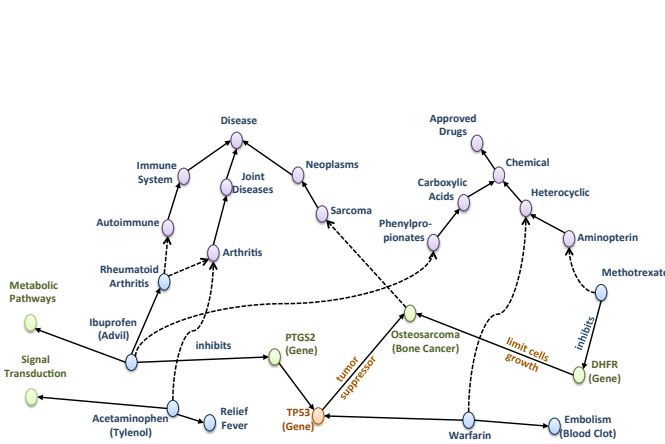 Approved
Drugs
Disease
Immune
System
Neoplasms
Chemical
Joint
Diseases
Carboxylic
Acids
Heterocyclic
Sarcoma
Autoimmune
Phenylpro-
pionates
Aminopterin
Arthritis
Rheumatoid
Arthritis
Methotrexate
Metabolic
Pathways
Ibuprofen
(Advil)
inhibits
PTGS2
(Gene)
Osteosarcoma
(Bone Cancer)
inhibits
limit cells
growth
Signal
Transduction
tumor
suppressor
DHFR
(Gene)
Acetaminophen
(Tylenol)
Relief
Fever
TP53
(Gene)
Warfarin
Embolism
(Blood Clot)